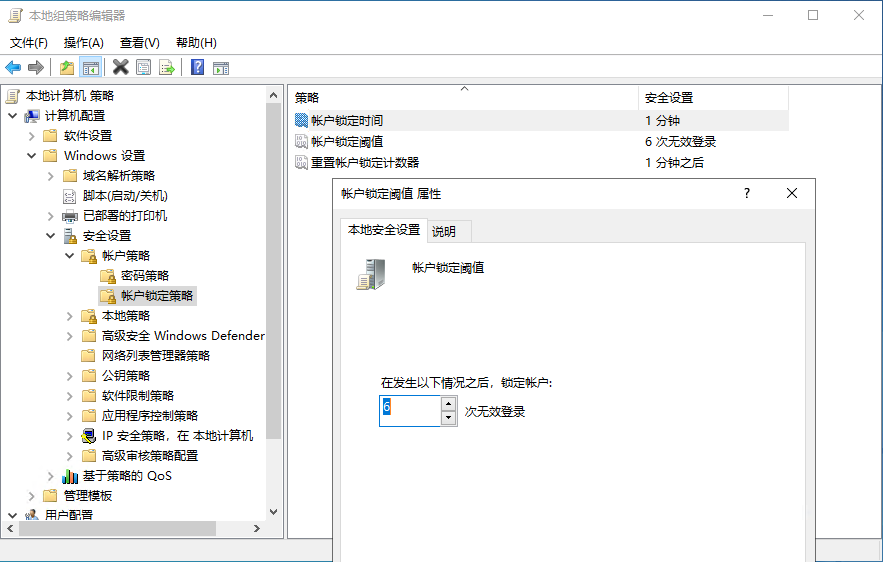 本地组策略编辑器
文件(F) 操作(A) 查看(V) 帮助(H)
本地计算机 策略
计算机配置
软件设置
Windows 设置
域名解析策略
脚本(启动/关机)
已部署的打印机
安全设置
帐户策略
密码策略
帐户锁定策略
本地策略
高级安全 Windows Defender
网络列表管理器策略
公钥策略
软件限制策略
应用程序控制策略
IP 安全策略，在 本地计算机
高级审核策略配置
基于策略的 QoS
管理模板
用户配置
策略 安全设置
帐户锁定时间 1 分钟
帐户锁定阈值 6 次无效登录
重置帐户锁定计数器 1 分钟之后
帐户锁定阈值 属性
本地安全设置 说明
帐户锁定阈值
在发生以下情况之后，锁定帐户:
6 次无效登录